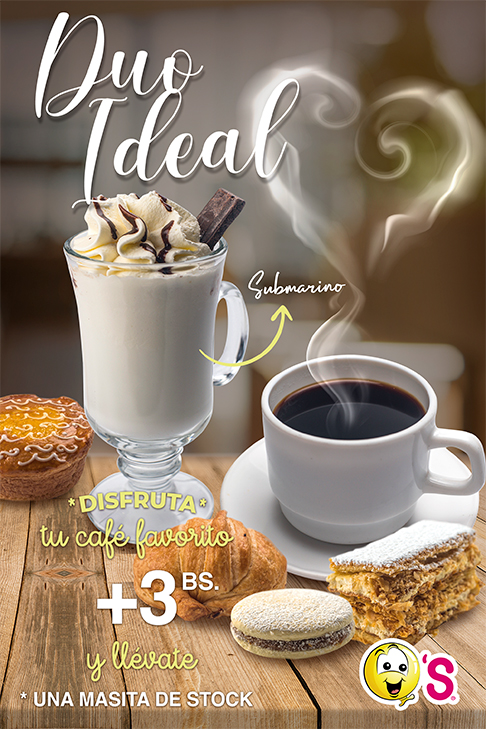 Duo
Ideal
Submarino
*DISFRUTA*
tu café favorito
+3 BS.
y llévate
* UNA MASITA DE STOCK
'S